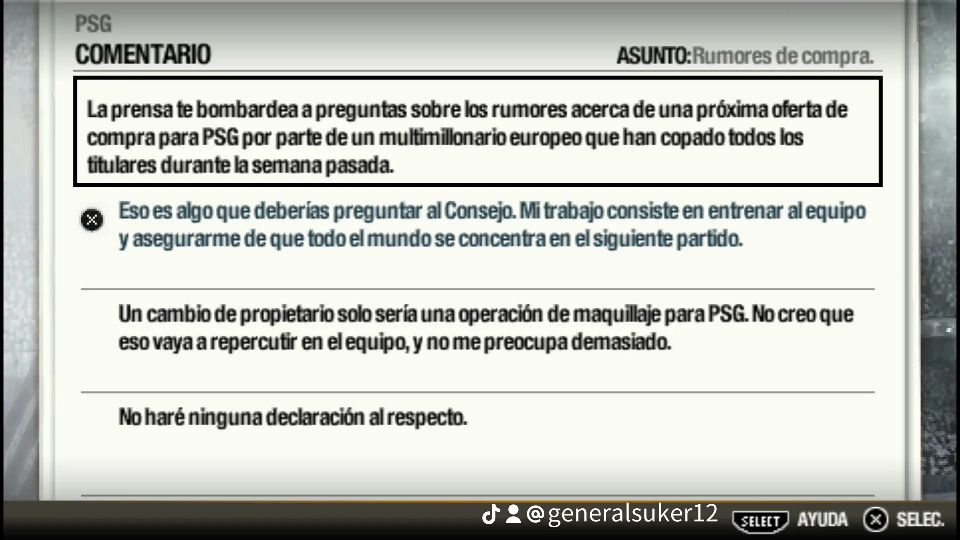 PSG
COMENTARIO
ASUNTO:Rumores de compra.
La prensa te bombardea a preguntas sobre los rumores acerca de una próxima oferta de
compra para PSG por parte de un multimillonario europeo que han copado todos los
titulares durante la semana pasada.
Eso es algo que deberías preguntar al Consejo. Mi trabajo consiste en entrenar al equipo
y asegurarme de que todo el mundo se concentra en el siguiente partido.
Un cambio de propietario solo sería una operación de maquillaje para PSG. No creo que
eso vaya a repercutir en el equipo, y no me preocupa demasiado.
No haré ninguna declaración al respecto.
@generalsuker12
SELECT AYUDA SELEC.